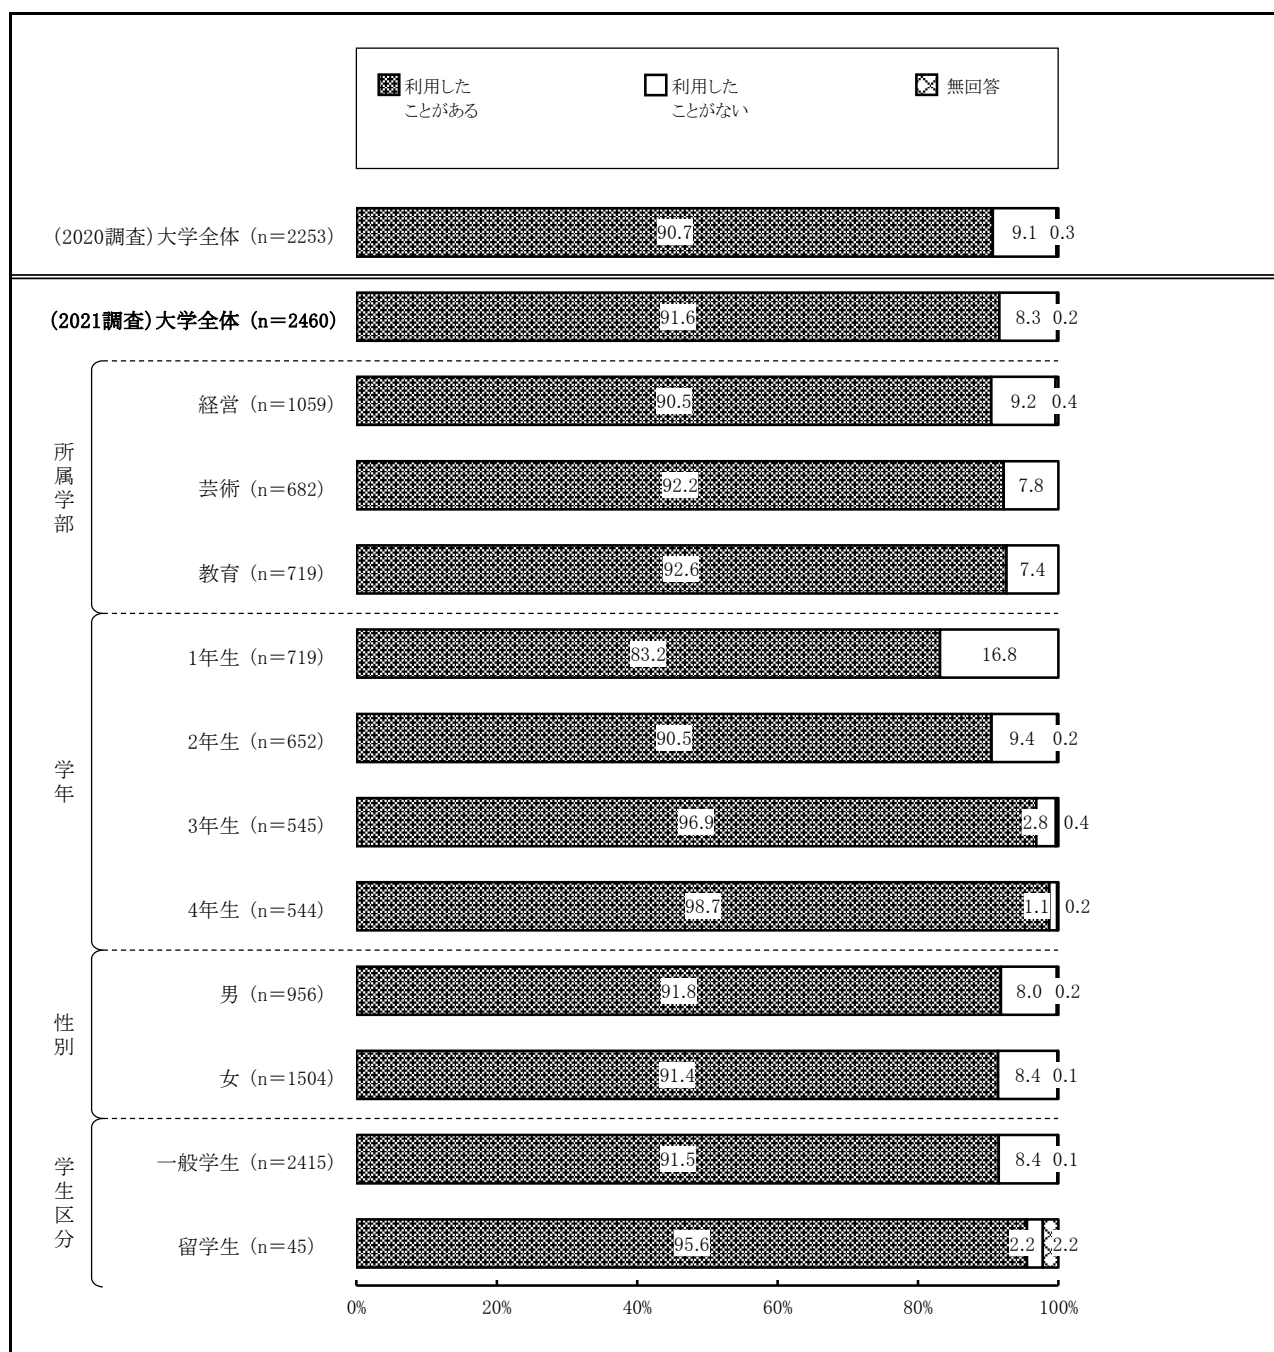 利用した
ことがある
利用した
ことがない
無回答
(2020調査)大学全体 (n=2253)
90.7
9.1
0.3
(2021調査)大学全体 (n=2460)
91.6
8.3
0.2
所属学部
経営 (n=1059)
90.5
9.2
0.4
芸術 (n=682)
92.2
7.8
教育 (n=719)
92.6
7.4
学年
1年生 (n=719)
83.2
16.8
2年生 (n=652)
90.5
9.4
0.2
3年生 (n=545)
96.9
2.8
0.4
4年生 (n=544)
98.7
1.1
0.2
性別
男 (n=956)
91.8
8.0
0.2
女 (n=1504)
91.4
8.4
0.1
学生区分
一般学生 (n=2415)
91.5
8.4
0.1
留学生 (n=45)
95.6
2.2
2.2
0%
20%
40%
60%
80%
100%